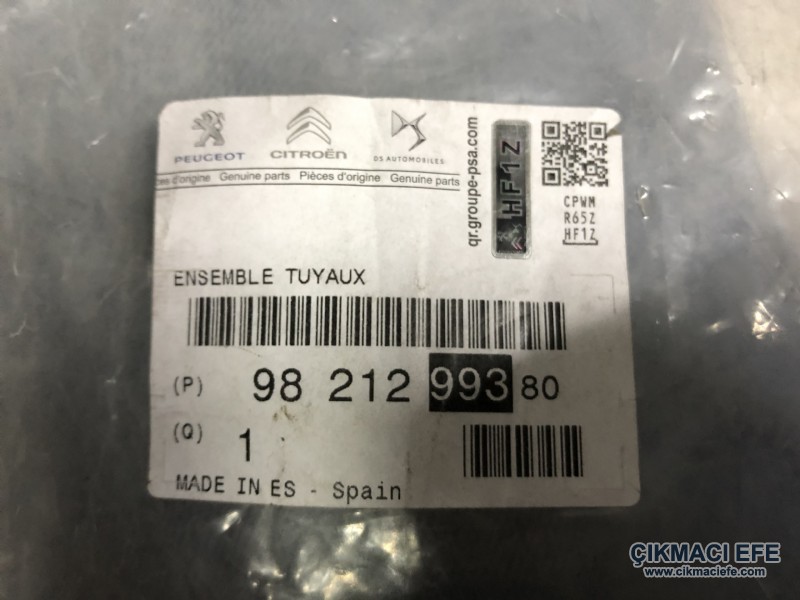 PEUGEOT CITROËN DS AUTOMOBILES
d'origine Genuine parts Pièces d'origine Genuine parts
qr.groupe-psa.com
HF1Z
CPWM
R65Z
HF1Z
ENSEMBLE TUYAUX
(P) 98 212 993 80
(Q) 1
MADE IN ES - Spain
ÇIKMACI EFE
www.cikmaciefe.com